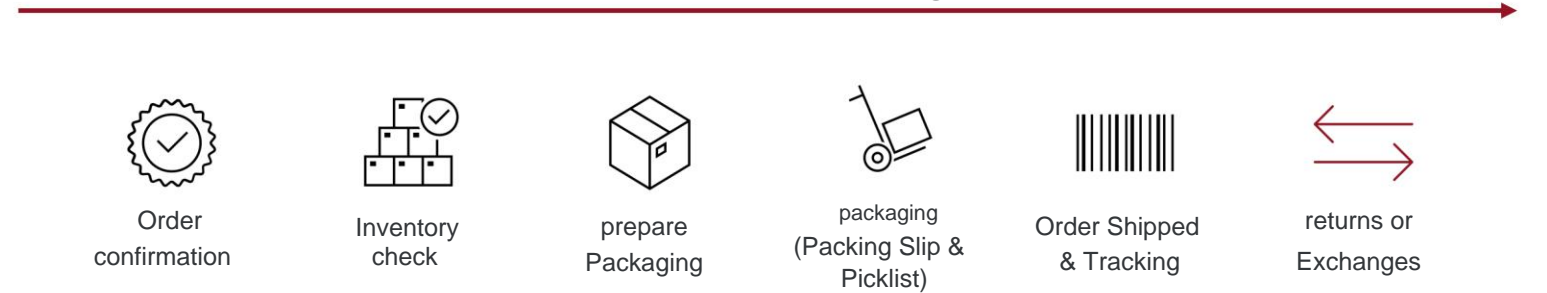 Order
confirmation
Inventory
check
prepare
Packaging
packaging
(Packing Slip &
Picklist)
Order Shipped
& Tracking
returns or
Exchanges